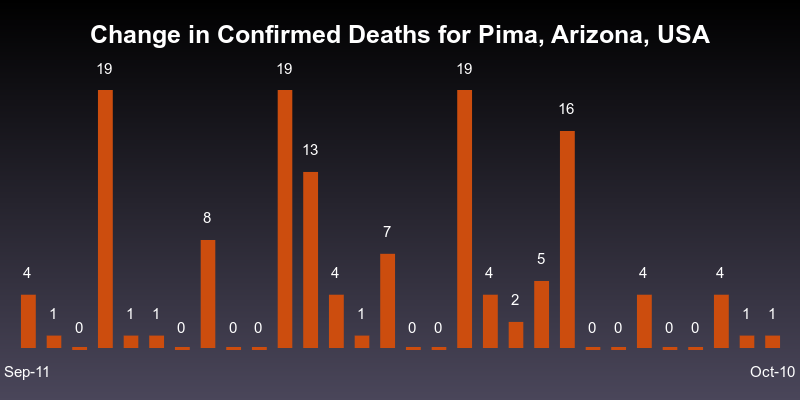 Change in Confirmed Deaths for Pima, Arizona, USA
4 1 0 19 1 1 0 8 0 0 19 13 4 1 7 0 0 19 4 2 5 16 0 0 4 0 0 4 1 1
Sep-11 Oct-10